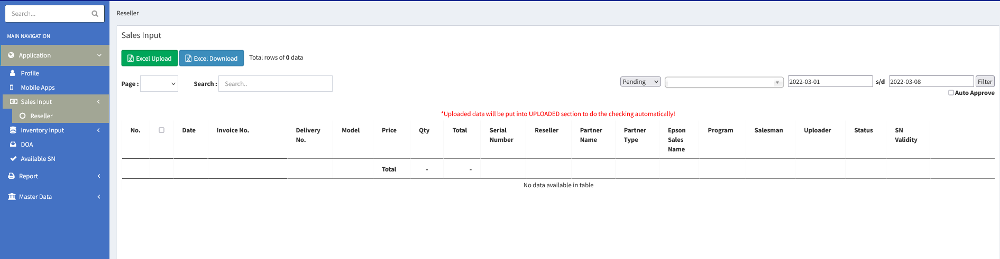 Search...
MAIN NAVIGATION
Application
Profile
Mobile Apps
Sales Input
Reseller
Inventory Input
DOA
Available SN
Report
Master Data
Reseller
Sales Input
Excel Upload Excel Download Total rows of 0 data
Page : Search : Search.. Pending 2022-03-01 s/d 2022-03-08 Filter
Auto Approve
*Uploaded data will be put into UPLOADED section to do the checking automatically!
No. Date Invoice No. Delivery Model Price Qty Total Serial Reseller Partner Partner Epson Program Salesman Uploader Status SN
No. Number Name Type Sales Validity
Name
Total - -
No data available in table